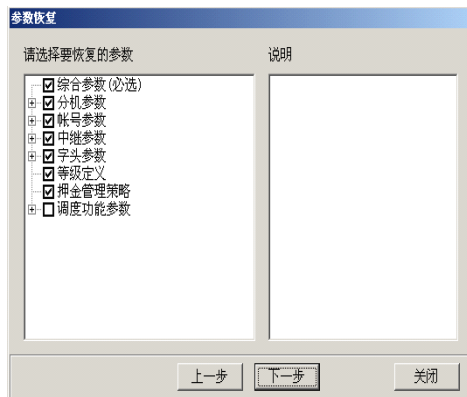 参数恢复
请选择要恢复的参数
说明
综合参数(必选)
分机参数
帐号参数
中继参数
字头参数
等级定义
押金管理策略
调度功能参数
上一步
下一步
关闭